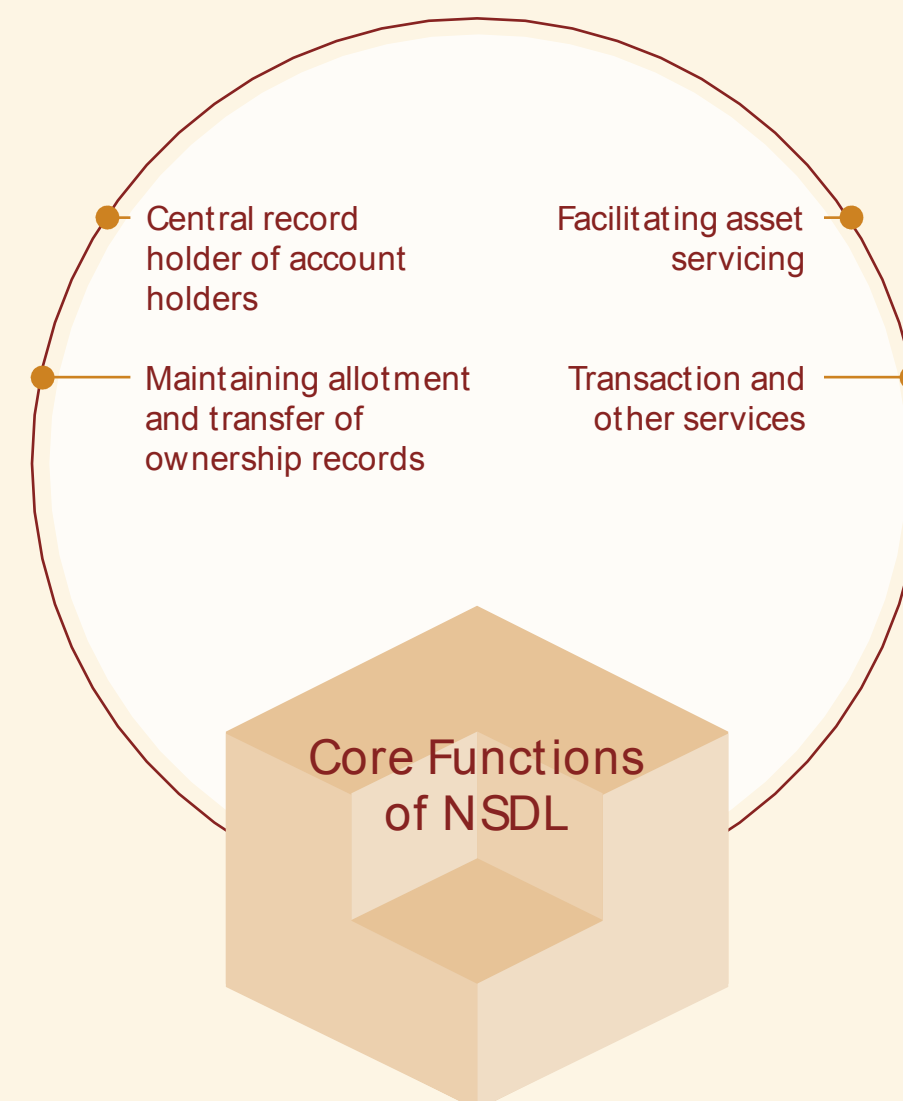 Central record
holder of account
holders
Facilitating asset
servicing
Maintaining allotment
and transfer of
ownership records
Transaction and
other services
Core Functions
of NSDL